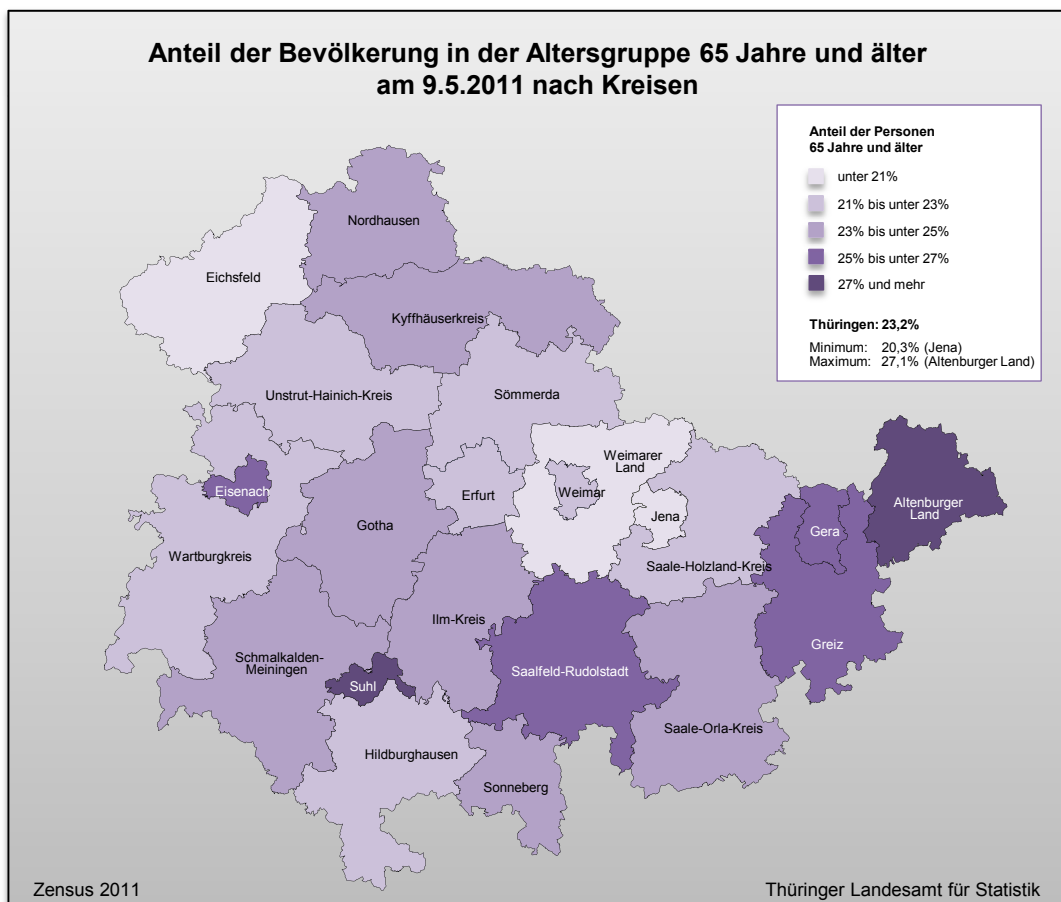 Anteil der Bevölkerung in der Altersgruppe 65 Jahre und älter
am 9.5.2011 nach Kreisen
Anteil der Personen
65 Jahre und älter
unter 21%
21% bis unter 23%
23% bis unter 25%
25% bis unter 27%
27% und mehr
Thüringen: 23,2%
Minimum: 20,3% (Jena)
Maximum: 27,1% (Altenburger Land)
Nordhausen
Eichsfeld
Kyffhäuserkreis
Unstrut-Hainich-Kreis
Sömmerda
Weimarer
Land
Eisenach
Erfurt
Weimar
Altenburger
Land
Gotha
Jena
Gera
Wartburgkreis
Saale-Holzland-Kreis
Ilm-Kreis
Greiz
Schmalkalden-
Meiningen
Suhl
Saalfeld-Rudolstadt
Saale-Orla-Kreis
Hildburghausen
Sonneberg
Zensus 2011
Thüringer Landesamt für Statistik